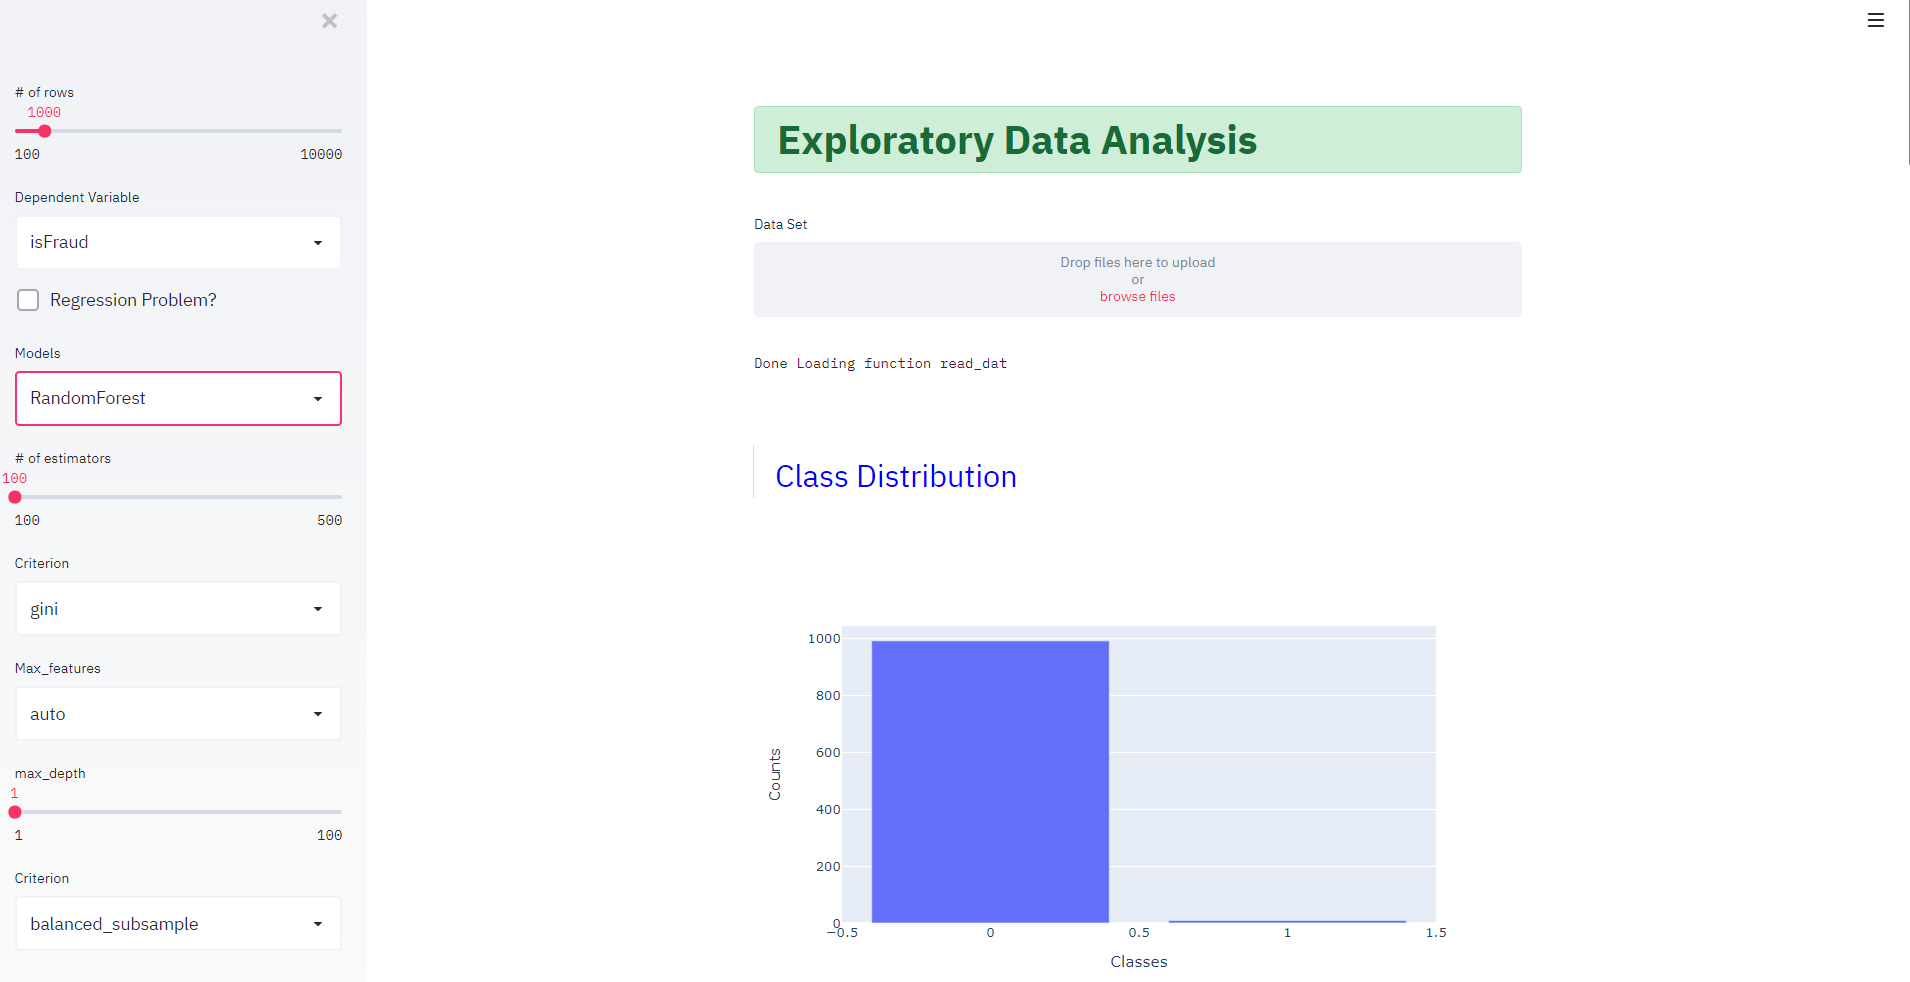 # of rows
1000
100 10000
Dependent Variable
isFraud
Regression Problem?
Models
RandomForest
# of estimators
100
100 500
Criterion
gini
Max_features
auto
max_depth
1
1 100
Criterion
balanced_subsample
Exploratory Data Analysis
Data Set
Drop files here to upload
or
browse files
Done Loading function read_dat
Class Distribution
Counts
1000
800
600
400
200
0
−0.5 0 0.5 1 1.5
Classes